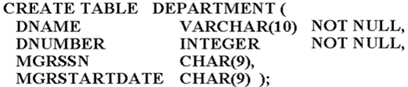 CREATE TABLE DEPARTMENT (
DNAME VARCHAR(10) NOT NULL,
DNUMBER INTEGER NOT NULL,
MGRSSN CHAR(9),
MGRSTARTDATE CHAR(9) );